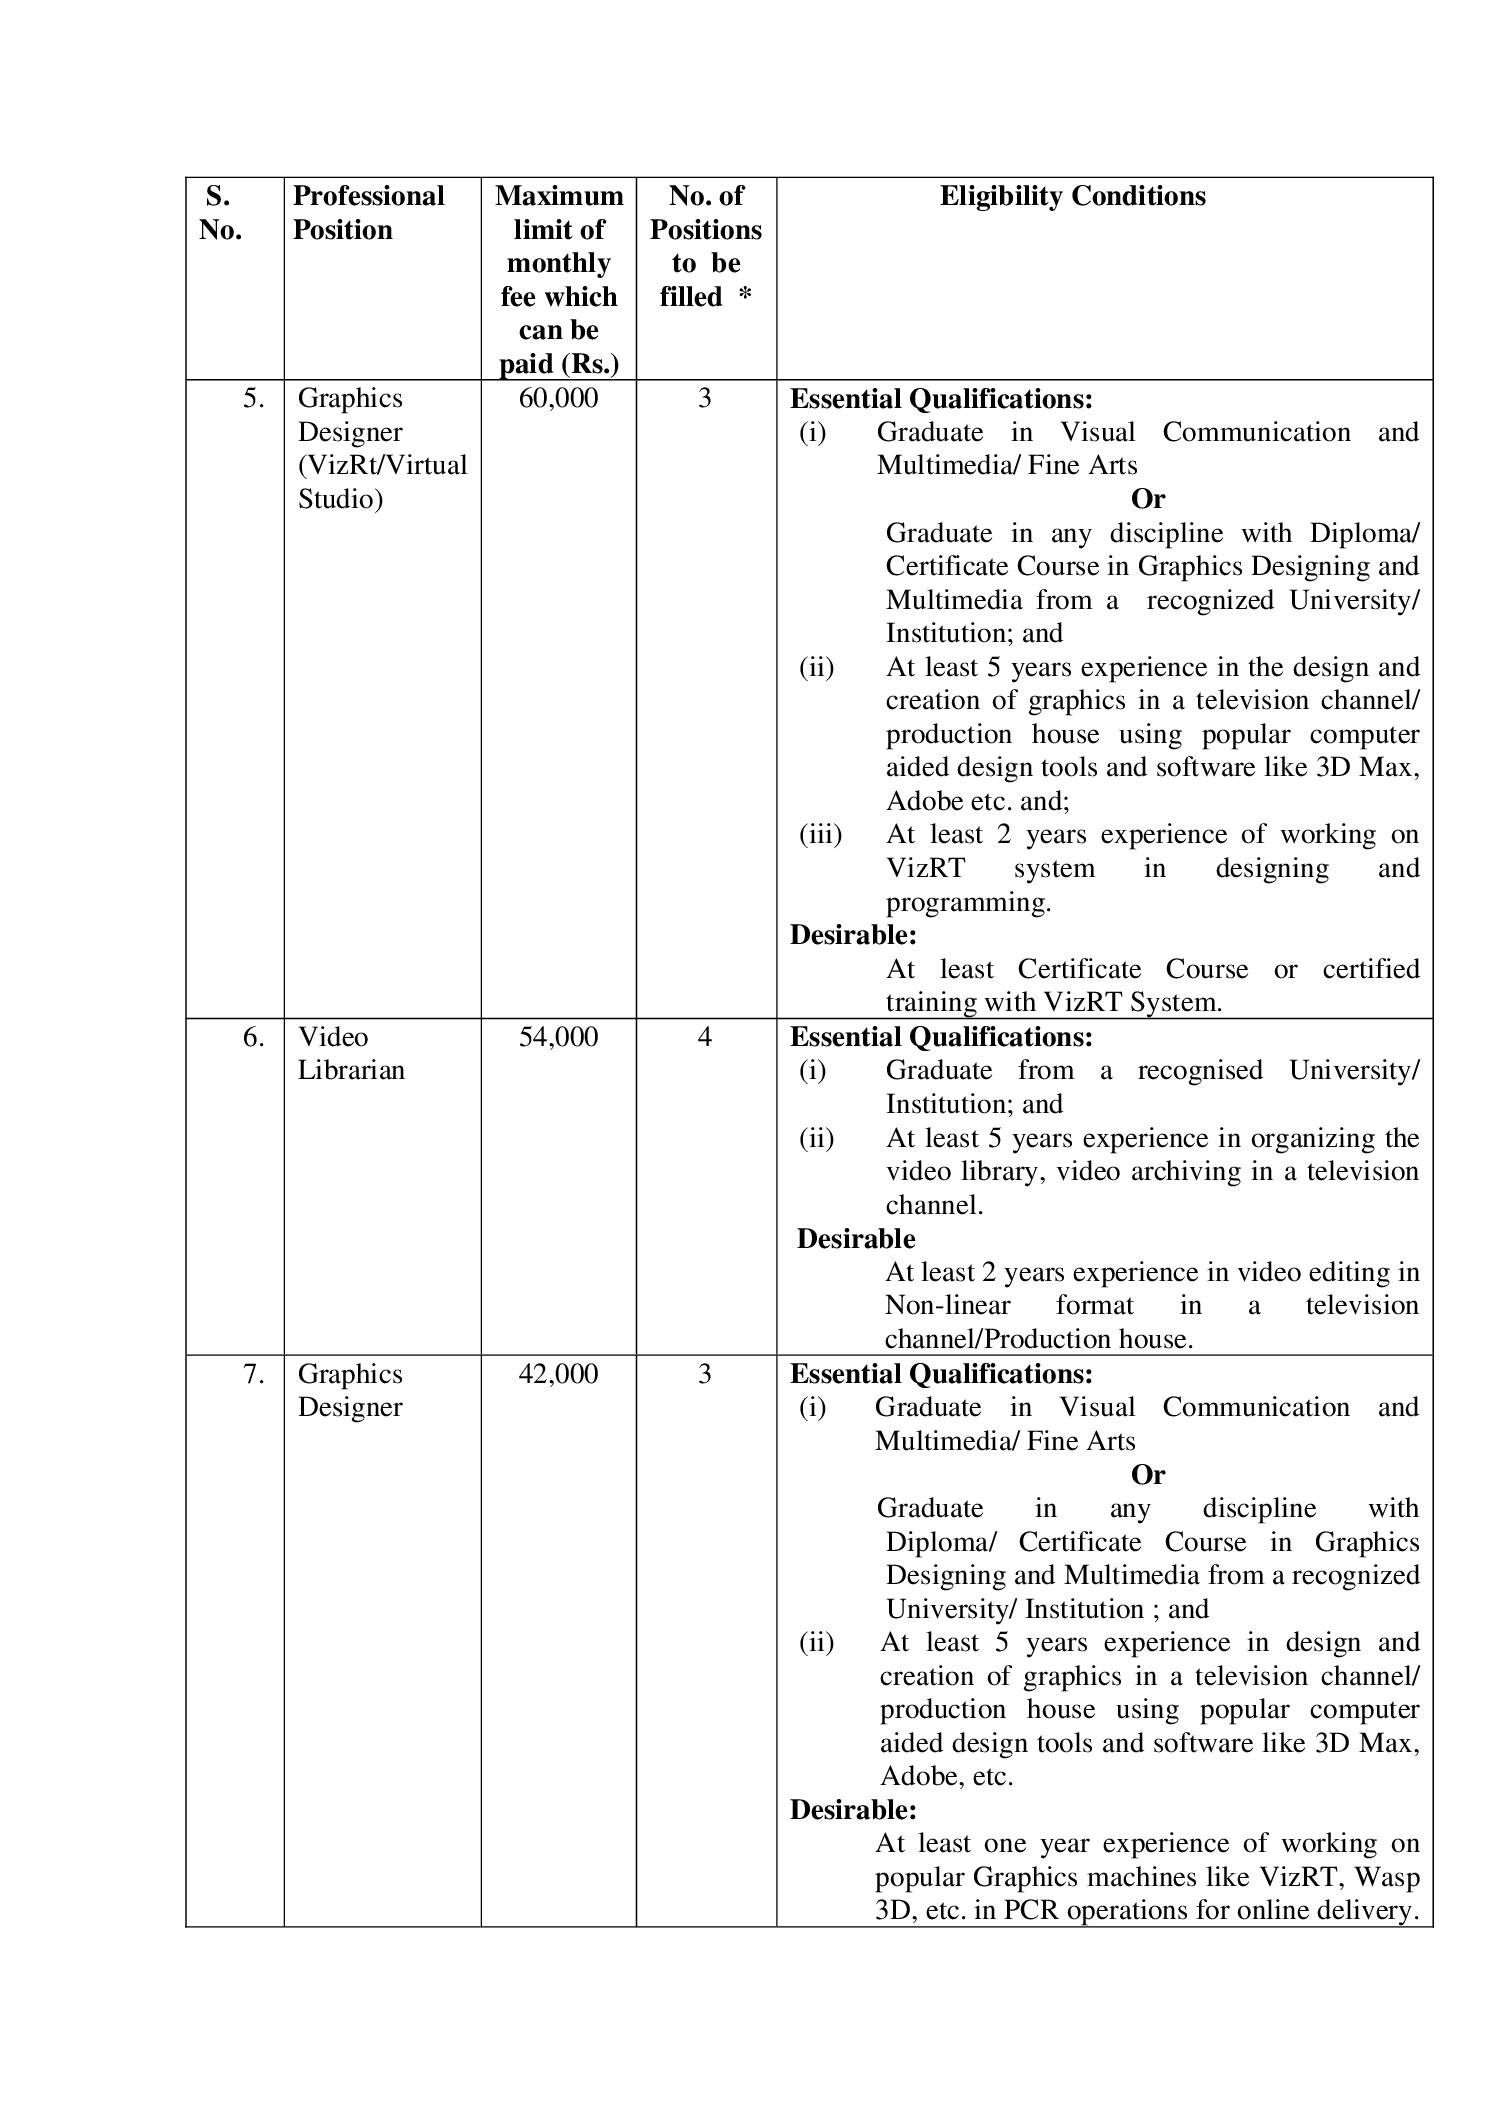 S. No.
Professional Position
Maximum limit of monthly fee which can be paid (Rs.)
No. of Positions to be filled *
Eligibility Conditions
5.
Graphics
Designer
(VizRt/Virtual
Studio)
60,000
3
Essential Qualifications:
(i) Graduate in Visual Communication and
Multimedia/ Fine Arts
Or
Graduate in any discipline with Diploma/
Certificate Course in Graphics Designing and
Multimedia from a recognized University/
Institution; and
(ii) At least 5 years experience in the design and
creation of graphics in a television channel/
production house using popular computer
aided design tools and software like 3D Max,
Adobe etc. and;
(iii) At least 2 years experience of working on
VizRT system in designing and
programming.
Desirable:
At least Certificate Course or certified
training with VizRT System.
6.
Video
Librarian
54,000
4
Essential Qualifications:
(i) Graduate from a recognised University/
Institution; and
(ii) At least 5 years experience in organizing the
video library, video archiving in a television
channel.
Desirable
At least 2 years experience in video editing in
Non-linear format in a television
channel/Production house.
7.
Graphics
Designer
42,000
3
Essential Qualifications:
(i) Graduate in Visual Communication and
Multimedia/ Fine Arts
Or
Graduate in any discipline with
Diploma/ Certificate Course in Graphics
Designing and Multimedia from a recognized
University/ Institution ; and
(ii) At least 5 years experience in design and
creation of graphics in a television channel/
production house using popular computer
aided design tools and software like 3D Max,
Adobe, etc.
Desirable:
At least one year experience of working on
popular Graphics machines like VizRT, Wasp
3D, etc. in PCR operations for online delivery.